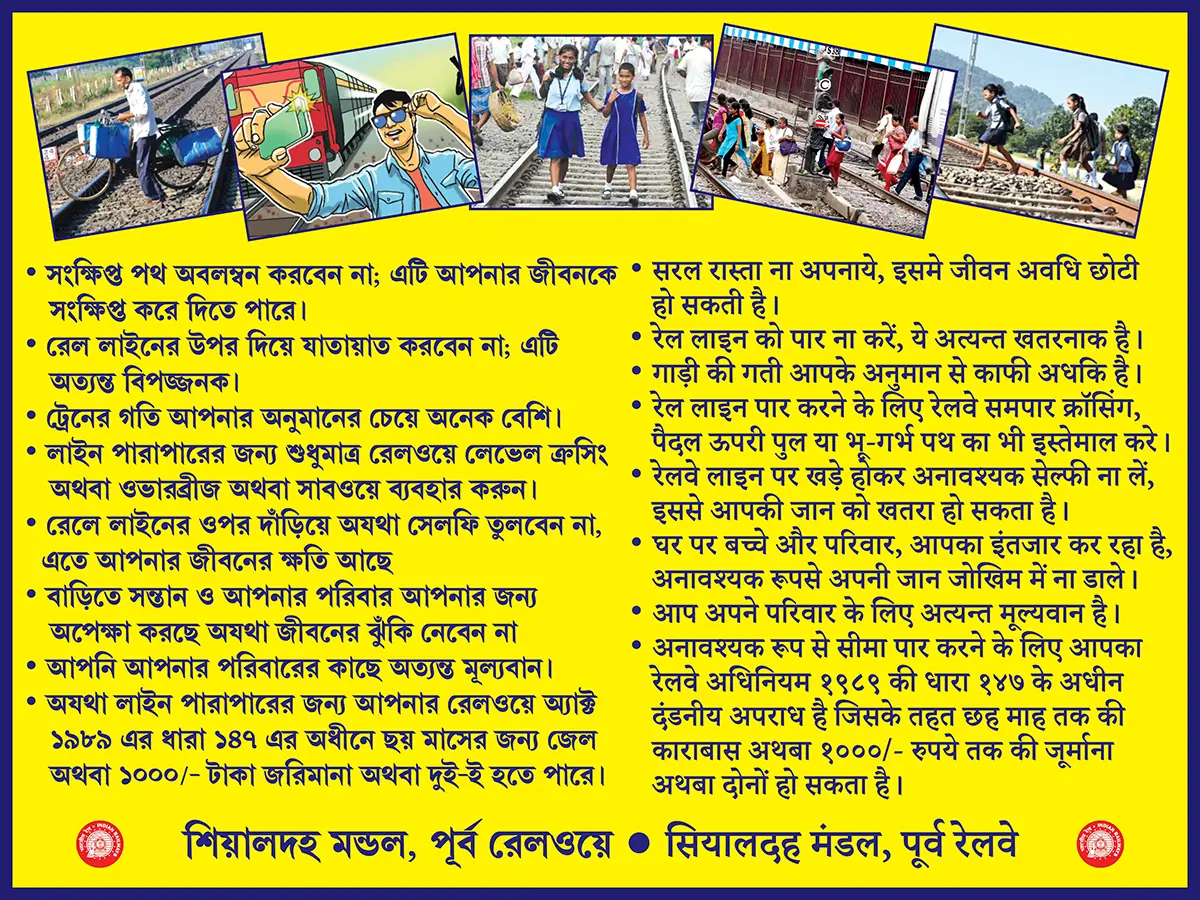 • সংক্ষিপ্ত পথ অবলম্বন করবেন না; এটি আপনার জীবনকে
সংক্ষিপ্ত করে দিতে পারে।
• রেল লাইনের উপর দিয়ে যাতায়াত করবেন না; এটি
অত্যন্ত বিপজ্জনক।
• ট্রেনের গতি আপনার অনুমানের চেয়ে অনেক বেশি।
• লাইন পারাপারের জন্য শুধুমাত্র রেলওয়ে লেভেল ক্রসিং
অথবা ওভারব্রীজ অথবা সাবওয়ে ব্যবহার করুন।
• রেলে লাইনের ওপর দাঁড়িয়ে অযথা সেলফি তুলবেন না,
এতে আপনার জীবনের ক্ষতি আছে
• বাড়িতে সন্তান ও আপনার পরিবার আপনার জন্য
অপেক্ষা করছে অযথা জীবনের ঝুঁকি নেবেন না
• আপনি আপনার পরিবারের কাছে অত্যন্ত মূল্যবান।
• অযথা লাইন পারাপারের জন্য আপনার রেলওয়ে অ্যাক্ট
১৯৮৯ এর ধারা ১৪৭ এর অধীনে ছয় মাসের জন্য জেল
অথবা ১০০০/- টাকা জরিমানা অথবা দুই-ই হতে পারে।
• सरल रास्ता ना अपनाये, इसमे जीवन अवधि छोटी
हो सकती है।
• रेल लाइन को पार ना करें, ये अत्यन्त खतरनाक है।
• गाड़ी की गती आपके अनुमान से काफी अधकि है।
• रेल लाइन पार करने के लिए रेलवे समपार क्रॉसिंग,
पैदल ऊपरी पुल या भू-गर्भ पथ का भी इस्तेमाल करे।
• रेलवे लाइन पर खड़े होकर अनावश्यक सेल्फी ना लें,
इससे आपकी जान को खतरा हो सकता है।
• घर पर बच्चे और परिवार, आपका इंतजार कर रहा है,
अनावश्यक रूपसे अपनी जान जोखिम में ना डाले।
• आप अपने परिवार के लिए अत्यन्त मूल्यवान है।
• अनावश्यक रूप से सीमा पार करने के लिए आपका
रेलवे अधिनियम १९८९ की धारा १४७ के अधीन
दंडनीय अपराध है जिसके तहत छह माह तक की
काराबास अथबा १०००/- रुपये तक की जूर्माना
अथबा दोनों हो सकता है।
শিয়ালদহ মন্ডল, পূর্ব রেলওয়ে ● सियालदह मंडल, पूर्व रेलवे